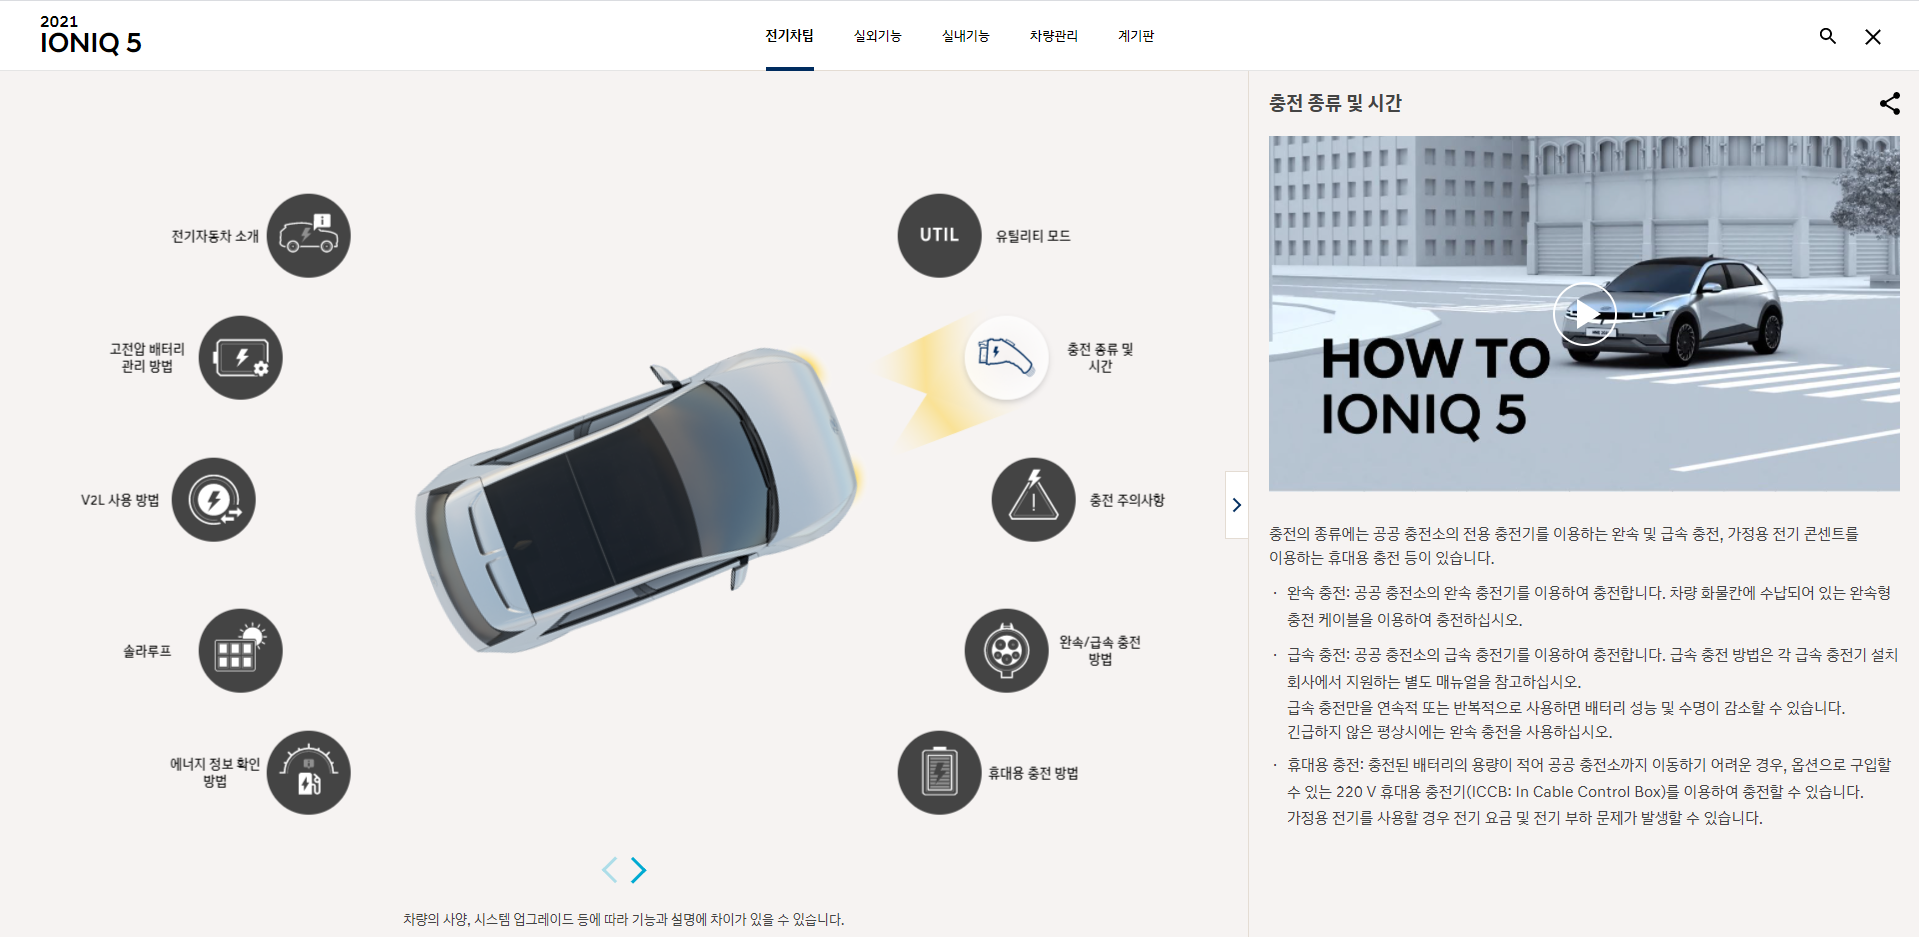 2021
IONIQ 5
전기차팁
실외기능
실내기능
차량관리
계기판
전기자동차 소개
고전압 배터리
관리 방법
V2L 사용 방법
솔라루프
에너지 정보 확인
방법
UTIL
유틸리티 모드
충전 종류 및
시간
충전 주의사항
완속/급속 충전
방법
휴대용 충전 방법
차량의 사양, 시스템 업그레이드 등에 따라 기능과 설명에 차이가 있을 수 있습니다.
충전 종류 및 시간
HOW TO
IONIQ 5
충전의 종류에는 공공 충전소의 전용 충전기를 이용하는 완속 및 급속 충전, 가정용 전기 콘센트를
이용하는 휴대용 충전 등이 있습니다.
· 완속 충전: 공공 충전소의 완속 충전기를 이용하여 충전합니다. 차량 화물칸에 수납되어 있는 완속형
충전 케이블을 이용하여 충전하십시오.
· 급속 충전: 공공 충전소의 급속 충전기를 이용하여 충전합니다. 급속 충전 방법은 각 급속 충전기 설치
회사에서 지원하는 별도 매뉴얼을 참고하십시오.
급속 충전만을 연속적 또는 반복적으로 사용하면 배터리 성능 및 수명이 감소할 수 있습니다.
긴급하지 않은 평상시에는 완속 충전을 사용하십시오.
· 휴대용 충전: 충전된 배터리의 용량이 적어 공공 충전소까지 이동하기 어려운 경우, 옵션으로 구입할
수 있는 220 V 휴대용 충전기(ICCB: In Cable Control Box)를 이용하여 충전할 수 있습니다.
가정용 전기를 사용할 경우 전기 요금 및 전기 부하 문제가 발생할 수 있습니다.